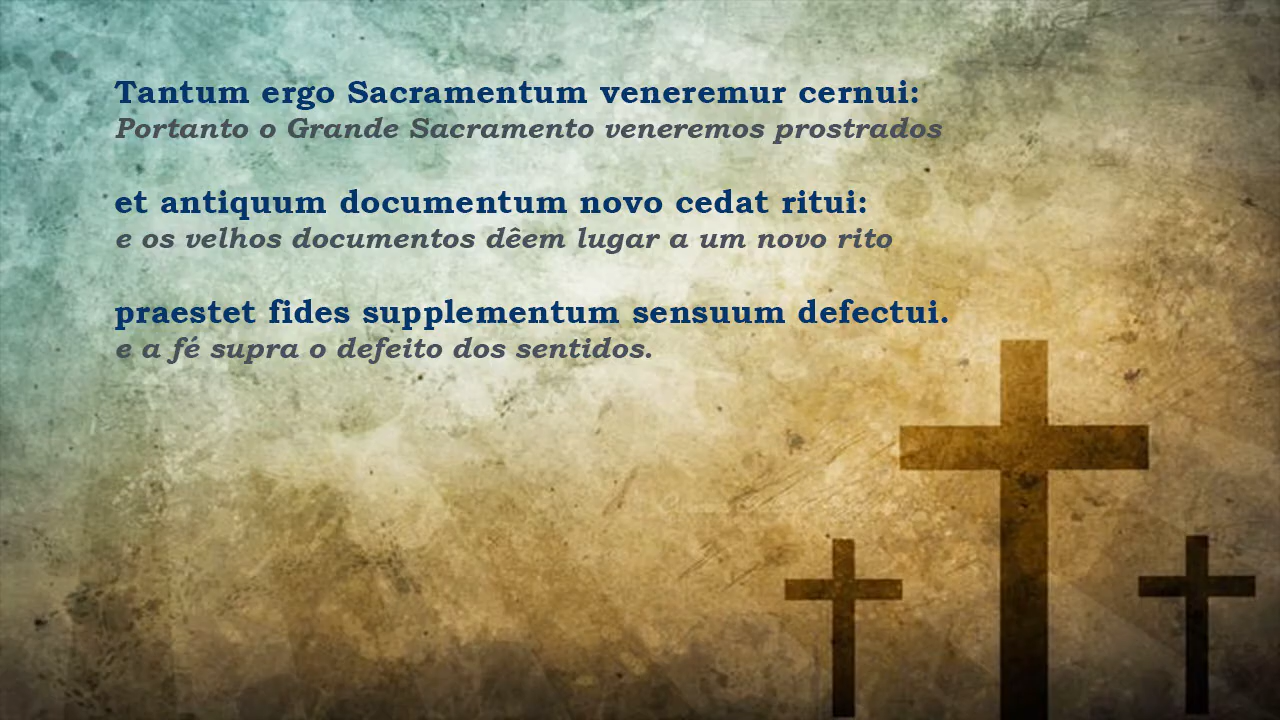 Tantum ergo Sacramentum veneremur cernui:
Portanto o Grande Sacramento veneremos prostrados
et antiquum documentum novo cedat ritui:
e os velhos documentos dêem lugar a um novo rito
praestet fides supplementum sensuum defectui.
e a fé supra o defeito dos sentidos.